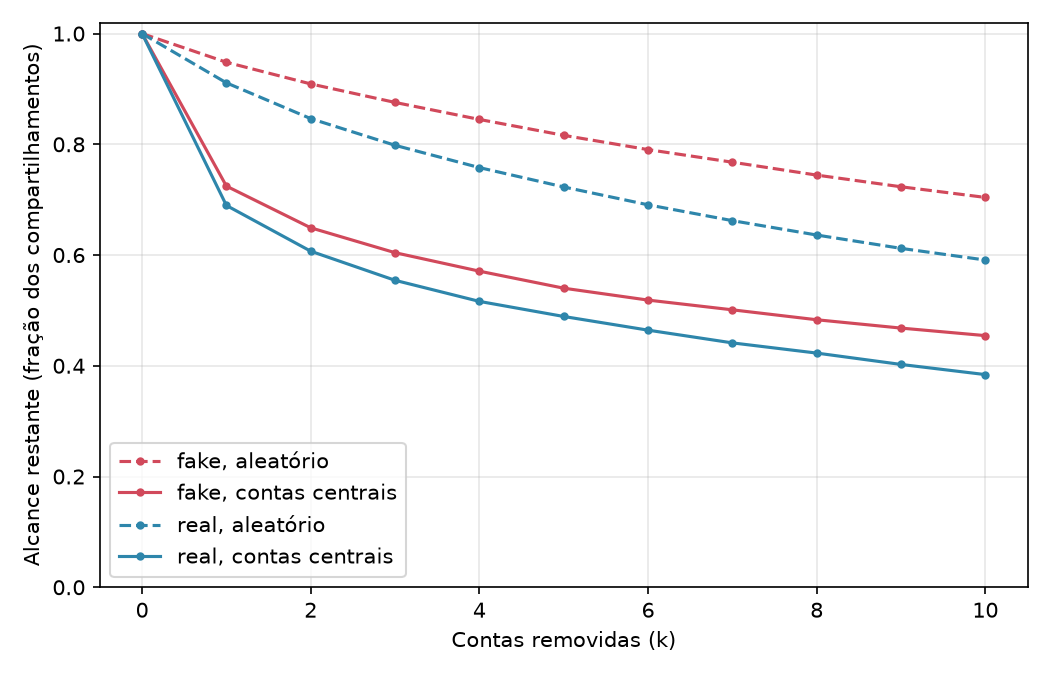 Alcance restante (fração dos compartilhamentos)
1.0
0.8
0.6
0.4
0.2
0.0
fake, aleatório
fake, contas centrais
real, aleatório
real, contas centrais
0 2 4 6 8 10
Contas removidas (k)